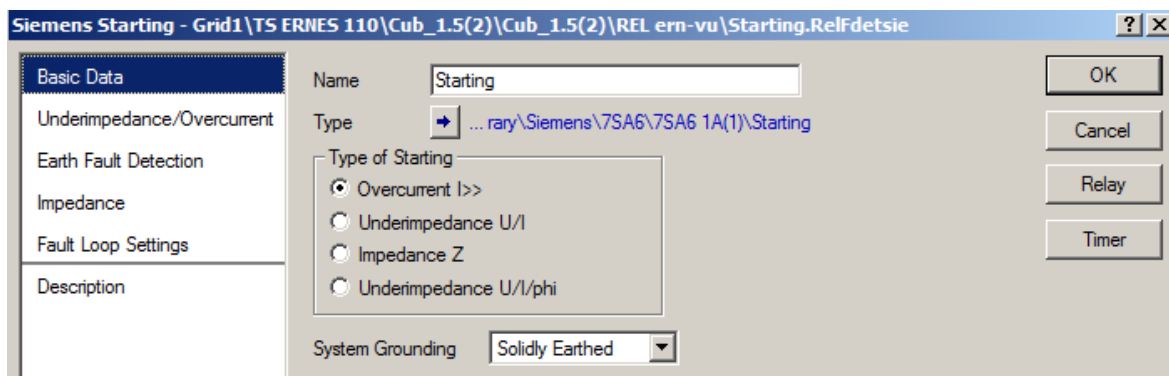 Siemens Starting - Grid1\TS ERNES 110\Cub_1.5(2)\Cub_1.5(2)\REL ern-vu\Starting.RelFdetsie
Basic Data
Underimpedance/Overcurrent
Earth Fault Detection
Impedance
Fault Loop Settings
Description
Name Starting
Type ... rary\Siemens\7SA6\7SA6 1A(1)\Starting
Type of Starting
Overcurrent I>>
Underimpedance U/I
Impedance Z
Underimpedance U/I/phi
System Grounding Solidly Earthed
OK
Cancel
Relay
Timer